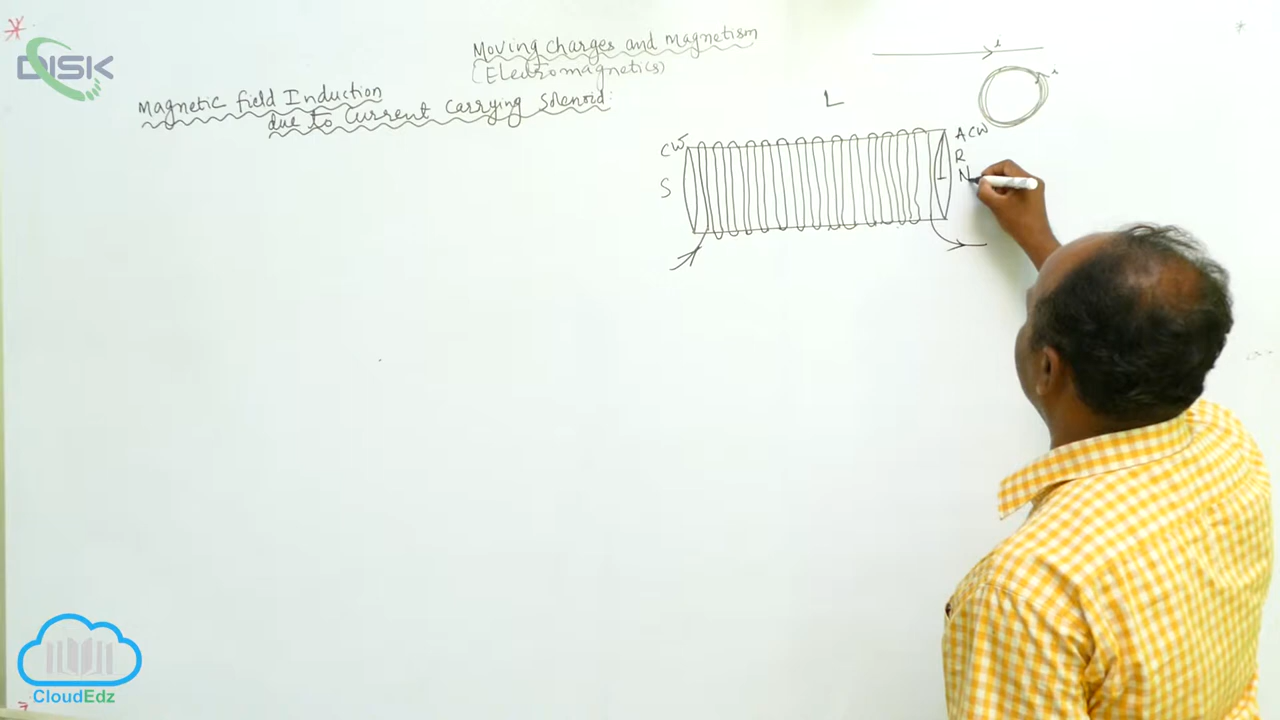 DISK
Moving charges and magnetism
(Electromagnetics)
Magnetic field Induction
due to Current Carrying Solenoid:
i
i
L
CW
ACW
R
S
N
CloudEdz